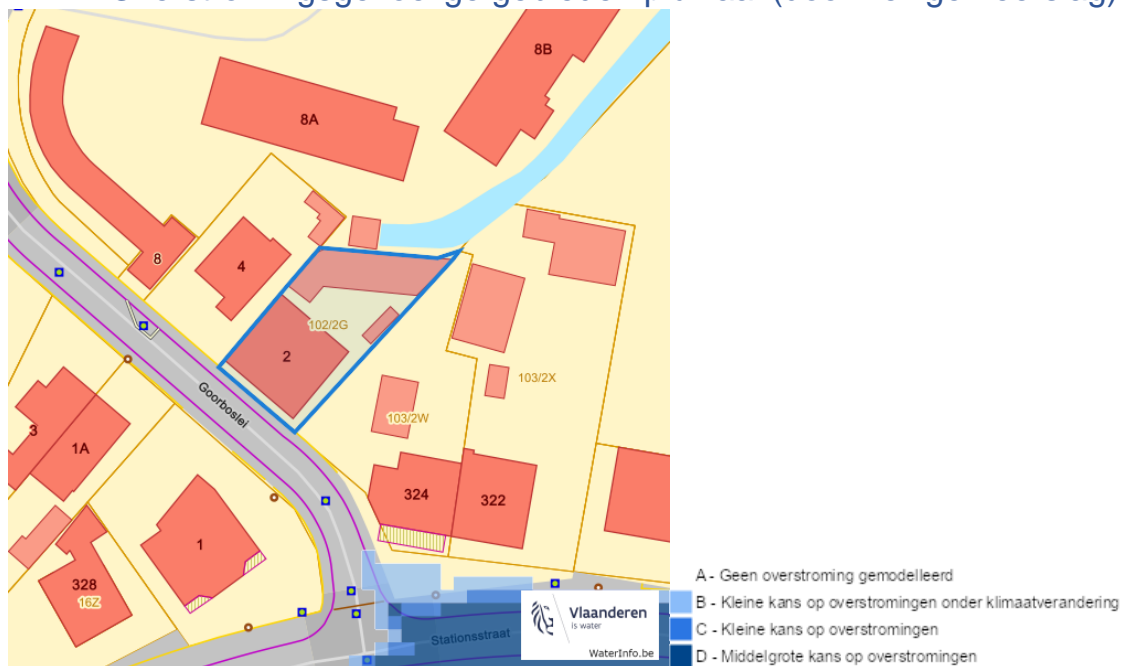 8B
8A
8
4
102/2G
2
103/2X
Goorboslei
103/2W
3
1A
324
322
1
328
16Z
A - Geen overstroming gemodelleerd
B - Kleine kans op overstromingen onder klimaatverandering
C - Kleine kans op overstromingen
D - Middelgrote kans op overstromingen
Vlaanderen
is water
WaterInfo.be
Stationsstraat